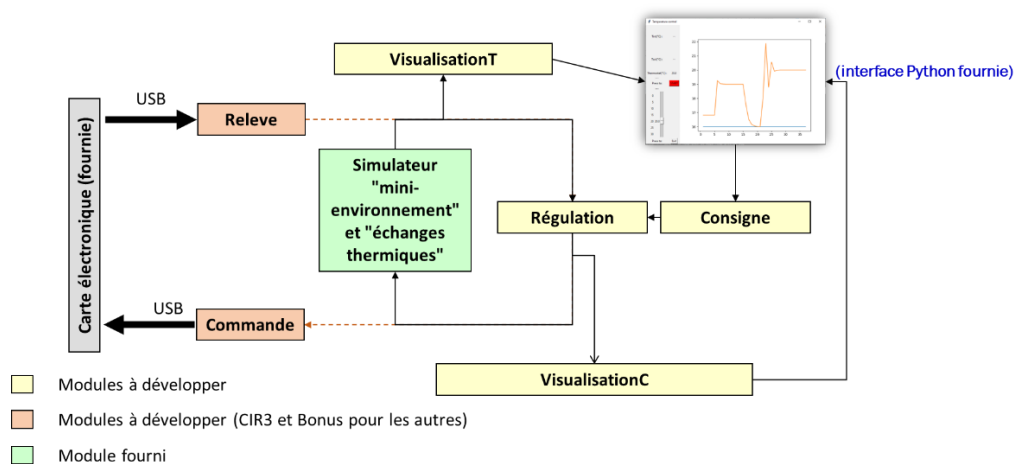 VisualisationT
(interface Python fournie)
USB
Releve
Carte électronique (fournie)
Simulateur
"mini-
environnement"
et "échanges
thermiques"
Régulation
Consigne
USB
Commande
VisualisationC
Modules à développer
Modules à développer (CIR3 et Bonus pour les autres)
Module fourni